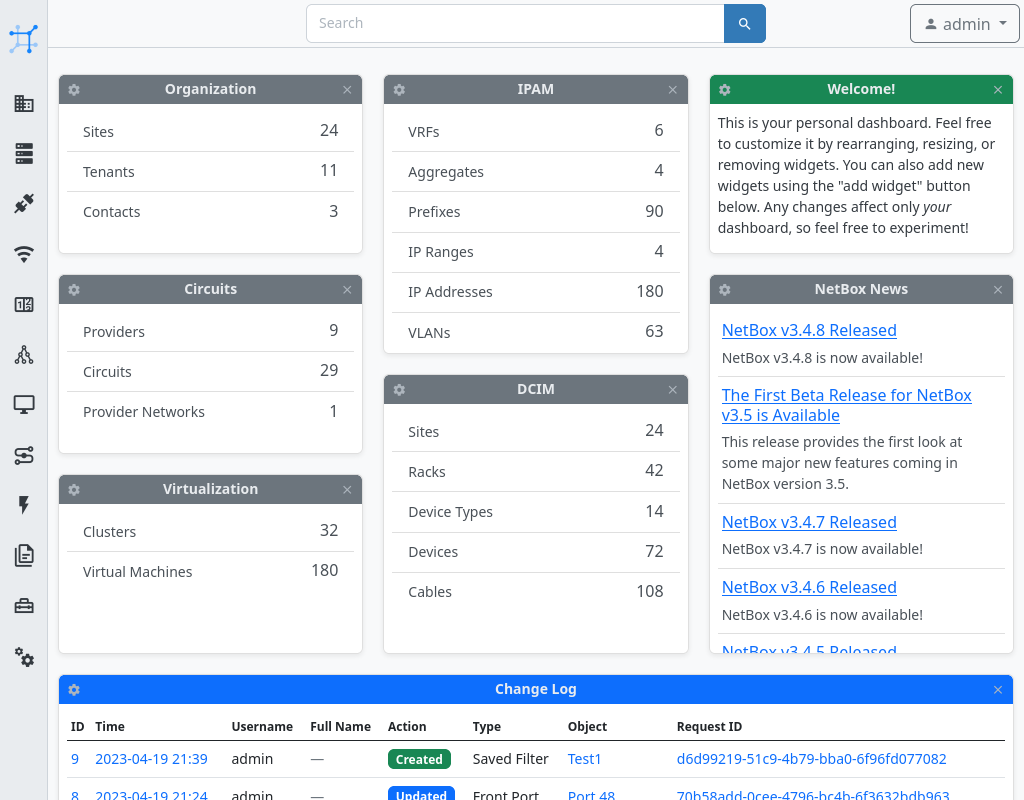 Search
admin
Organization
Sites 24
Tenants 11
Contacts 3
Circuits
Providers 9
Circuits 29
Provider Networks 1
Virtualization
Clusters 32
Virtual Machines 180
IPAM
VRFs 6
Aggregates 4
Prefixes 90
IP Ranges 4
IP Addresses 180
VLANs 63
DCIM
Sites 24
Racks 42
Device Types 14
Devices 72
Cables 108
Welcome!
This is your personal dashboard. Feel free
to customize it by rearranging, resizing, or
removing widgets. You can also add new
widgets using the "add widget" button
below. Any changes affect only your
dashboard, so feel free to experiment!
NetBox News
NetBox v3.4.8 Released
NetBox v3.4.8 is now available!
The First Beta Release for NetBox
v3.5 is Available
This release provides the first look at
some major new features coming in
NetBox version 3.5.
NetBox v3.4.7 Released
NetBox v3.4.7 is now available!
NetBox v3.4.6 Released
NetBox v3.4.6 is now available!
NetBox v3.4.5 Released
Change Log
ID Time Username Full Name Action Type Object Request ID
9 2023-04-19 21:39 admin — Created Saved Filter Test1 d6d99219-51c9-4b79-bba0-6f96fd077082
8 2023-04-19 21:24 admin — Updated Front Port Port 48 70b58add-0cee-4796-bc4b-6f3632bdb963